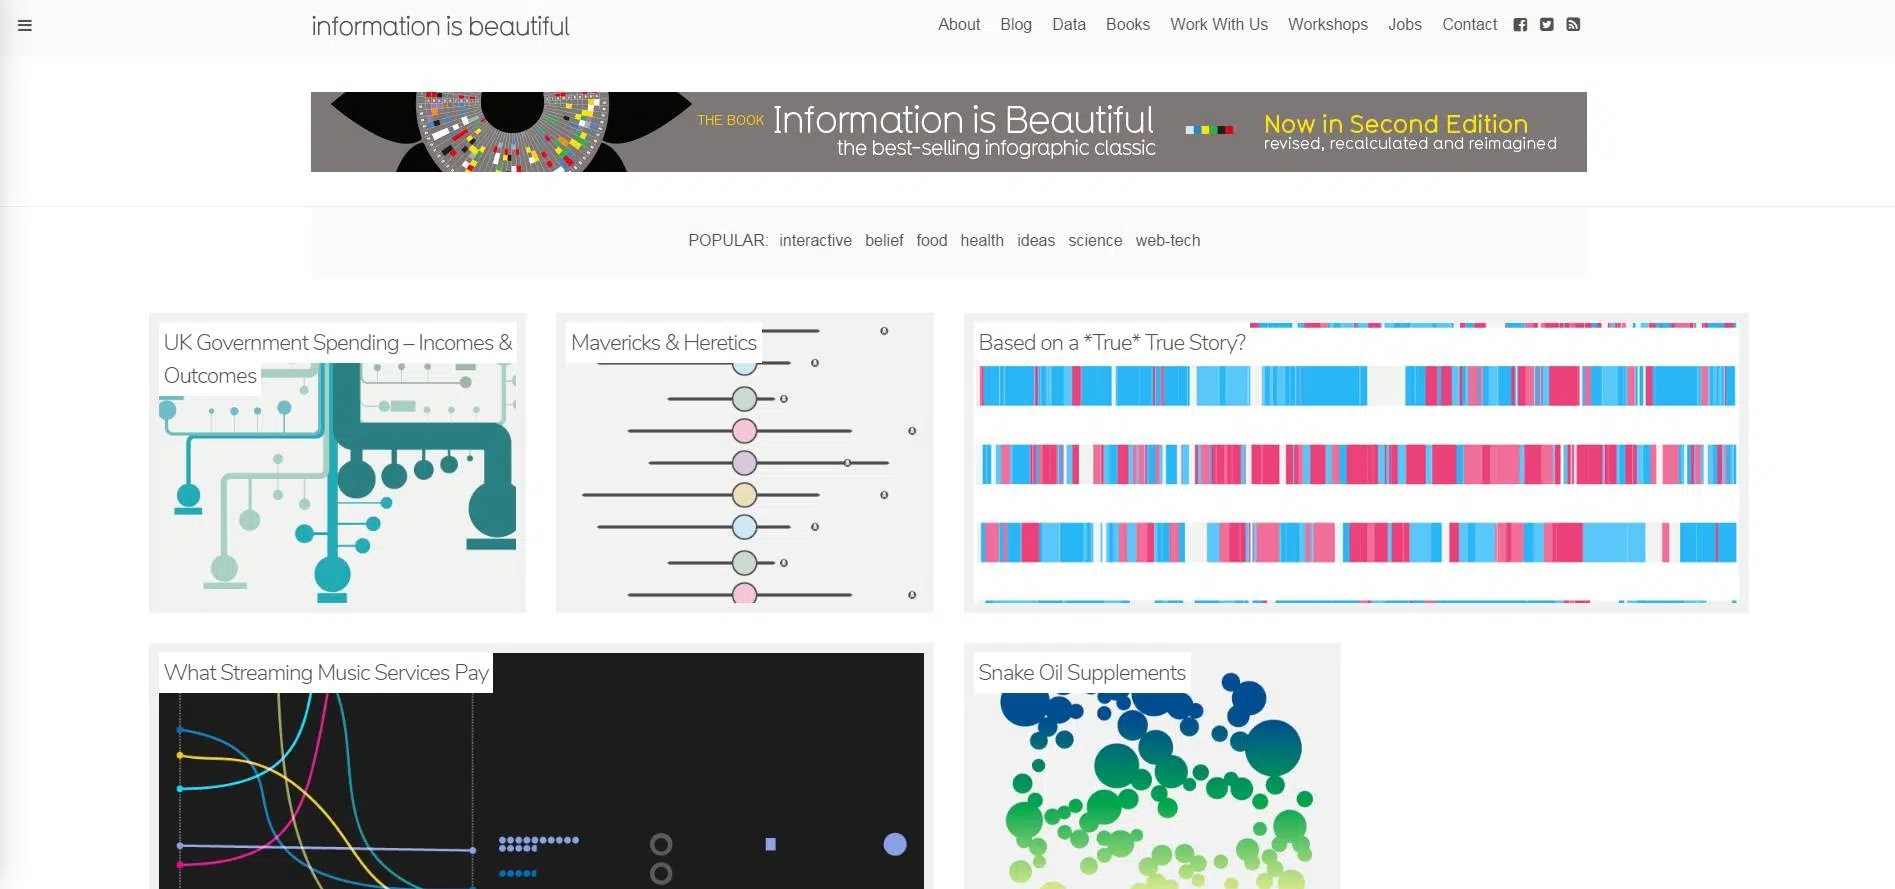 information is beautiful
About Blog Data Books Work With Us Workshops Jobs Contact
THE BOOK Information is Beautiful
the best-selling infographic classic
Now in Second Edition
revised, recalculated and reimagined
POPULAR: interactive belief food health ideas science web-tech
UK Government Spending – Incomes &
Outcomes
Mavericks & Heretics
Based on a *True* True Story?
What Streaming Music Services Pay
Snake Oil Supplements